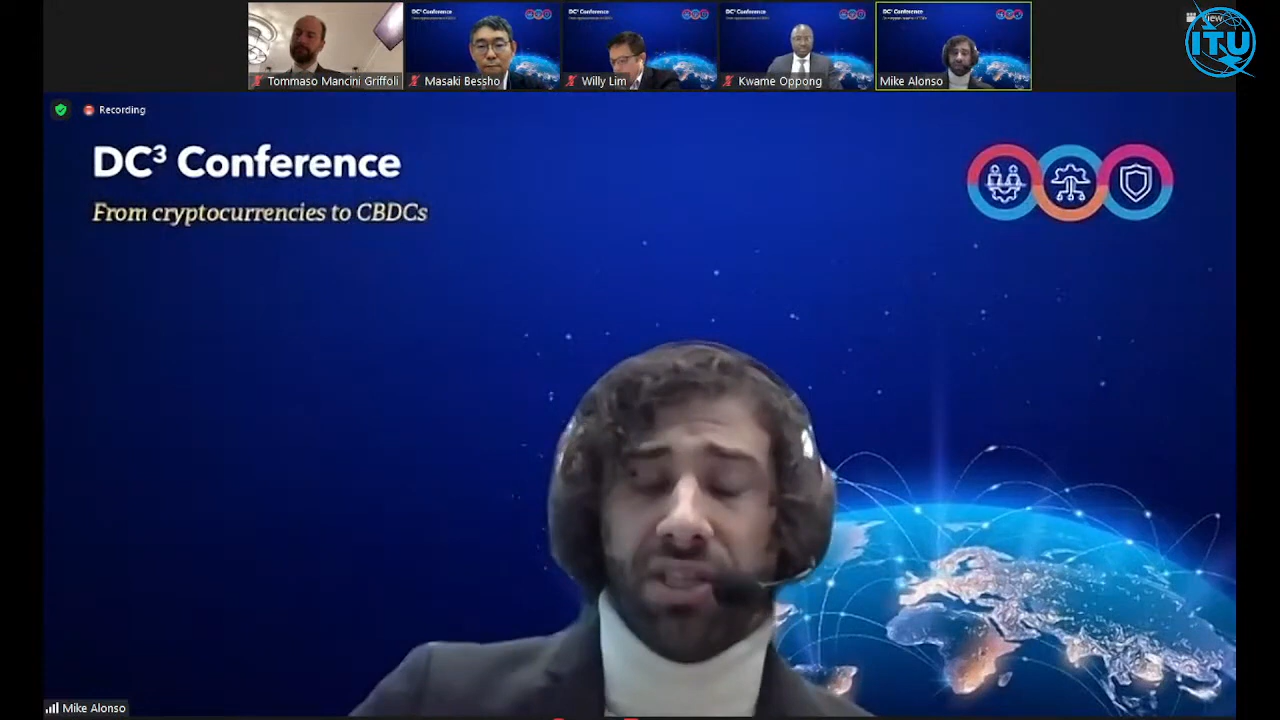 Tommaso Mancini Griffoli
Masaki Bessho
Willy Lim
Kwame Oppong
Mike Alonso
View
ITU
Recording
DC³ Conference
From cryptocurrencies to CBDCs
Mike Alonso